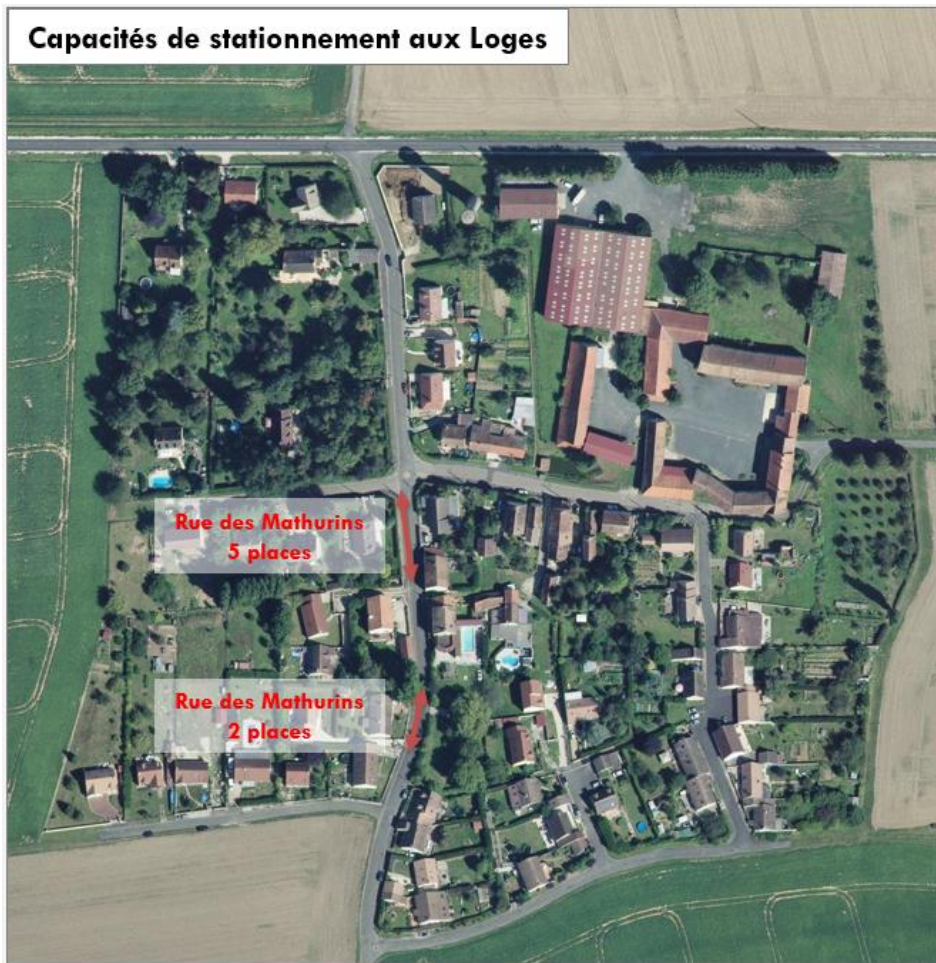 Capacités de stationnement aux Loges
Rue des Mathurins
5 places
Rue des Mathurins
2 places